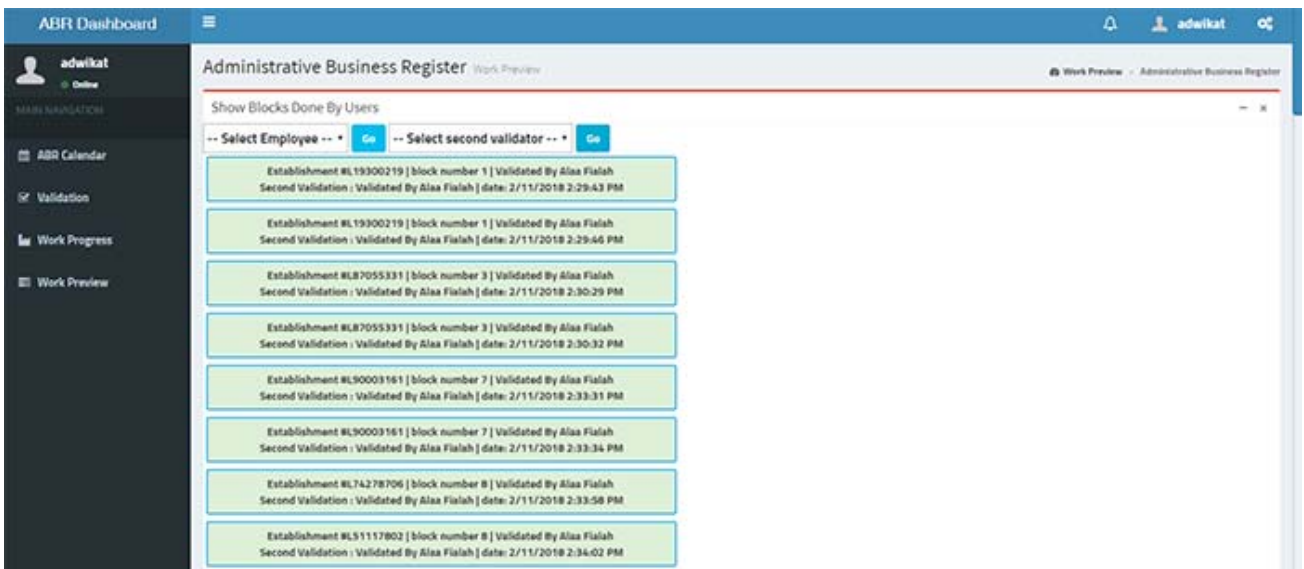 ABR Dashboard
adwikat
adwikat
Online
MAIN NAVIGATION
ABR Calendar
Validation
Work Progress
Work Preview
Administrative Business Register Work Preview
Work Preview - Administrative Business Register
Show Blocks Done By Users
-- Select Employee -- Go -- Select second validator -- Go
Establishment #L19300219 | block number 1 | Validated By Alaa Fialah
Second Validation : Validated By Alaa Fialah | date: 2/11/2018 2:29:43 PM
Establishment #L19300219 | block number 1 | Validated By Alaa Fialah
Second Validation : Validated By Alaa Fialah | date: 2/11/2018 2:29:46 PM
Establishment #L87055331 | block number 3 | Validated By Alaa Fialah
Second Validation : Validated By Alaa Fialah | date: 2/11/2018 2:30:29 PM
Establishment #L87055331 | block number 3 | Validated By Alaa Fialah
Second Validation : Validated By Alaa Fialah | date: 2/11/2018 2:30:32 PM
Establishment #L90003161 | block number 7 | Validated By Alaa Fialah
Second Validation : Validated By Alaa Fialah | date: 2/11/2018 2:33:31 PM
Establishment #L90003161 | block number 7 | Validated By Alaa Fialah
Second Validation : Validated By Alaa Fialah | date: 2/11/2018 2:33:34 PM
Establishment #L74278706 | block number 8 | Validated By Alaa Fialah
Second Validation : Validated By Alaa Fialah | date: 2/11/2018 2:33:58 PM
Establishment #L51117802 | block number 8 | Validated By Alaa Fialah
Second Validation : Validated By Alaa Fialah | date: 2/11/2018 2:34:02 PM